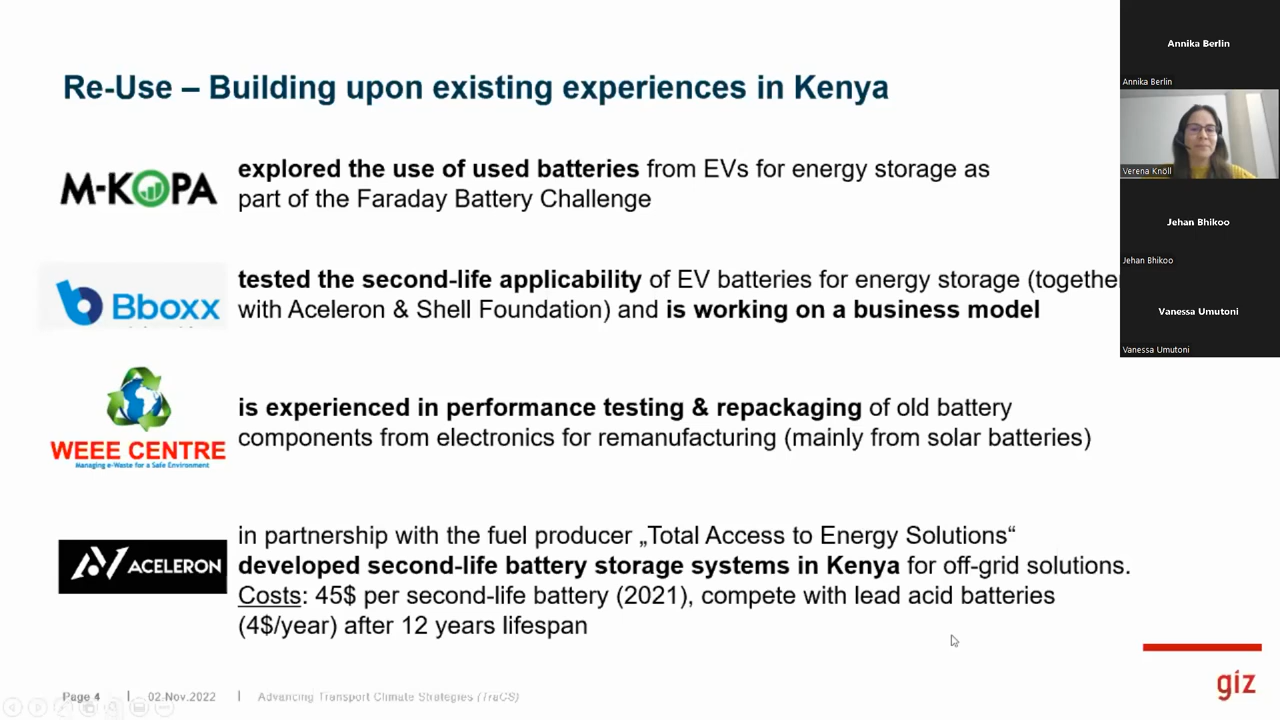 Re-Use – Building upon existing experiences in Kenya
M-KOPA
explored the use of used batteries from EVs for energy storage as
part of the Faraday Battery Challenge
Bboxx
tested the second-life applicability of EV batteries for energy storage (together
with Aceleron & Shell Foundation) and is working on a business model
WEEE CENTRE
Managing e-Waste for a Safe Environment
is experienced in performance testing & repackaging of old battery
components from electronics for remanufacturing (mainly from solar batteries)
ACELERON
in partnership with the fuel producer „Total Access to Energy Solutions“
developed second-life battery storage systems in Kenya for off-grid solutions.
Costs: 45$ per second-life battery (2021), compete with lead acid batteries
(4$/year) after 12 years lifespan
Page 4 | 02.Nov.2022 | Advancing Transport Climate Strategies (TraCS)
giz
Annika Berlin
Annika Berlin
Verena Knöll
Jehan Bhikoo
Jehan Bhikoo
Vanessa Umutoni
Vanessa Umutoni